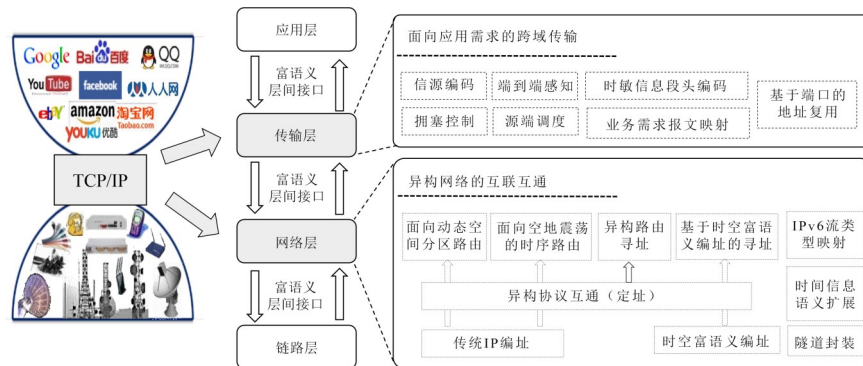 Google Bai百度 QQ
YouTube facebook 人人网
ebay amazon 淘宝网
Taobao.com
YOUKU优酷
TCP/IP
应用层
富语义
层间接口
传输层
富语义
层间接口
网络层
富语义
层间接口
链路层
面向应用需求的跨域传输
信源编码
端到端感知
时敏信息段头编码
基于端口的
地址复用
拥塞控制
源端调度
业务需求报文映射
异构网络的互联互通
面向动态空
间分区路由
面向空地震荡
的时序路由
异构路由
寻址
基于时空富语
义编址的寻址
IPv6流类
型映射
异构协议互通（定址）
时间信息
语义扩展
传统IP编址
时空富语义编址
隧道封装